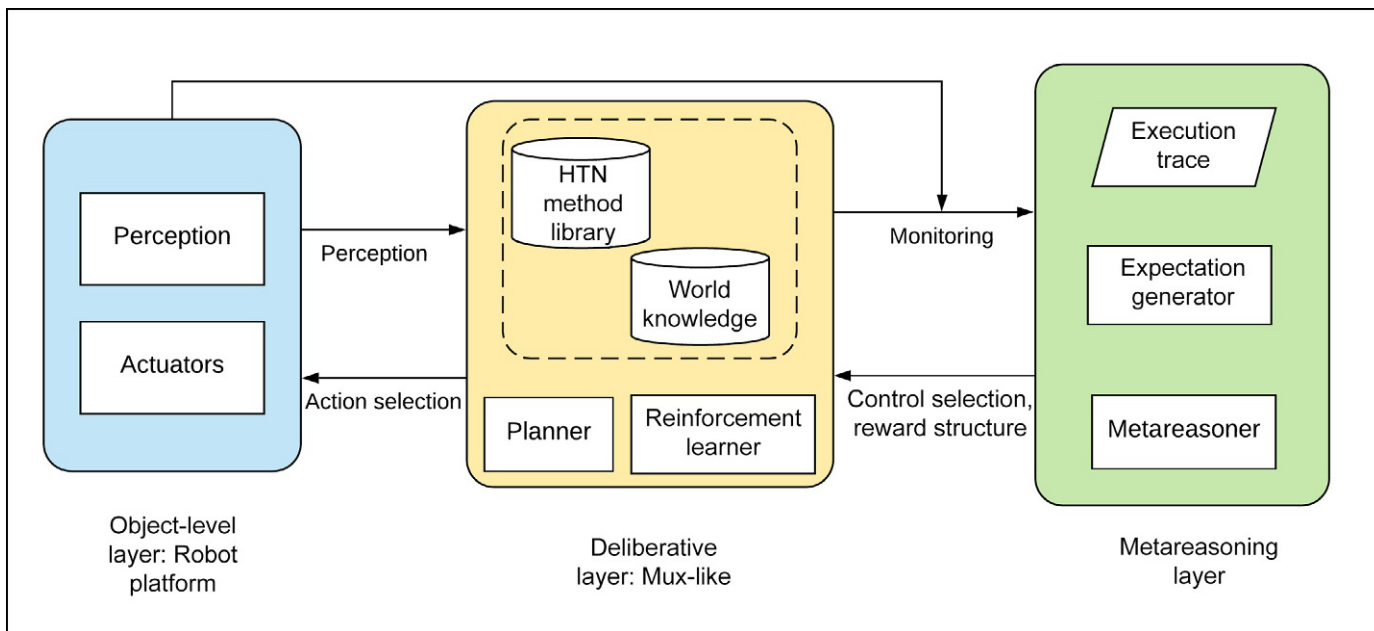 Perception
Actuators
Perception
Action selection
HTN
method
library
World
knowledge
Planner
Reinforcement
learner
Monitoring
Control selection,
reward structure
Execution
trace
Expectation
generator
Metareasoner
Object-level
layer: Robot
platform
Deliberative
layer: Mux-like
Metareasoning
layer